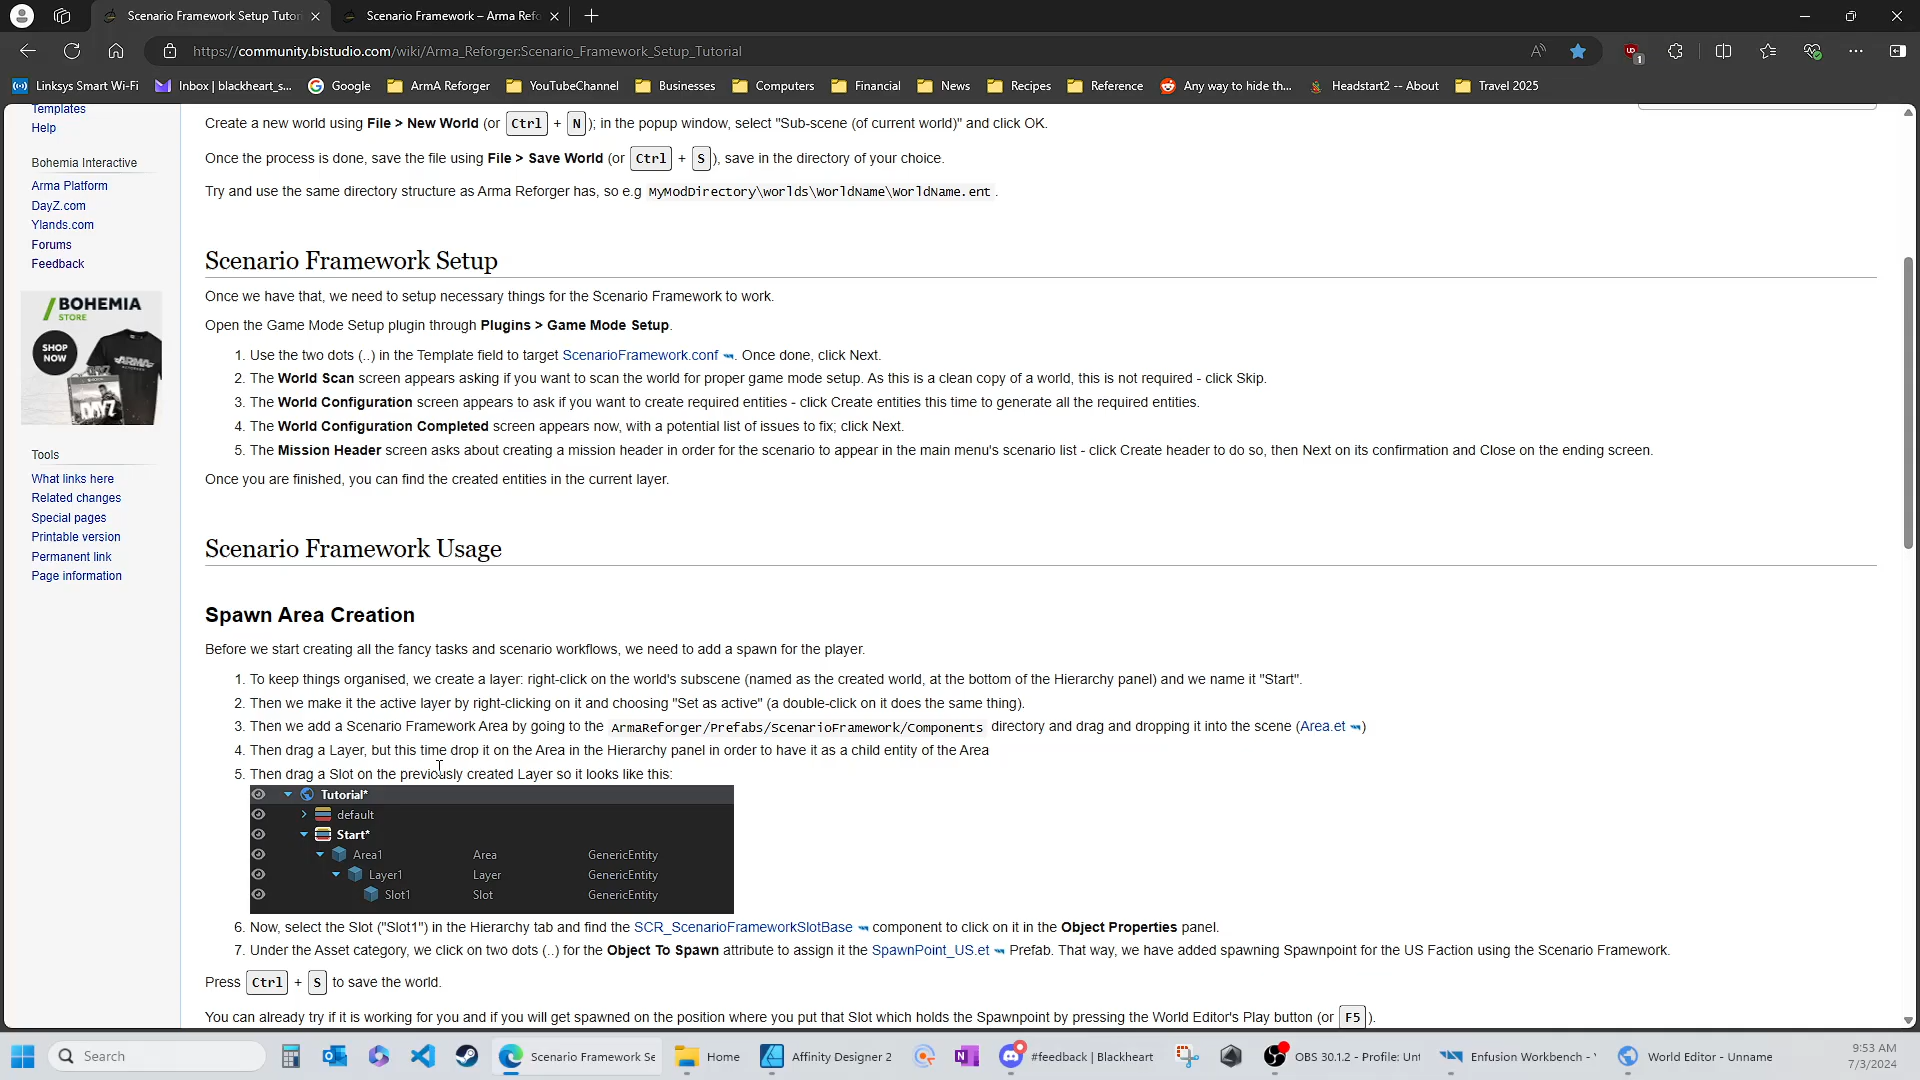 Scenario Framework Setup Tutori
Scenario Framework – Arma Refo
https://community.bistudio.com/wiki/Arma_Reforger:Scenario_Framework_Setup_Tutorial
Linksys Smart Wi-Fi
Inbox | blackheart_s...
Google
ArmA Reforger
YouTubeChannel
Businesses
Computers
Financial
News
Recipes
Reference
Any way to hide th...
Headstart2 -- About
Travel 2025
Templates
Help
Bohemia Interactive
Arma Platform
DayZ.com
Ylands.com
Forums
Feedback
BOHEMIA
STORE
SHOP
NOW
Tools
What links here
Related changes
Special pages
Printable version
Permanent link
Page information
Create a new world using File > New World (or Ctrl + N ); in the popup window, select "Sub-scene (of current world)" and click OK.
Once the process is done, save the file using File > Save World (or Ctrl + S ), save in the directory of your choice.
Try and use the same directory structure as Arma Reforger has, so e.g MyModDirectory\worlds\WorldName\WorldName.ent .
Scenario Framework Setup
Once we have that, we need to setup necessary things for the Scenario Framework to work.
Open the Game Mode Setup plugin through Plugins > Game Mode Setup.
1. Use the two dots (..) in the Template field to target ScenarioFramework.conf. Once done, click Next.
2. The World Scan screen appears asking if you want to scan the world for proper game mode setup. As this is a clean copy of a world, this is not required - click Skip.
3. The World Configuration screen appears to ask if you want to create required entities - click Create entities this time to generate all the required entities.
4. The World Configuration Completed screen appears now, with a potential list of issues to fix; click Next.
5. The Mission Header screen asks about creating a mission header in order for the scenario to appear in the main menu's scenario list - click Create header to do so, then Next on its confirmation and Close on the ending screen.
Once you are finished, you can find the created entities in the current layer.
Scenario Framework Usage
Spawn Area Creation
Before we start creating all the fancy tasks and scenario workflows, we need to add a spawn for the player.
1. To keep things organised, we create a layer: right-click on the world's subscene (named as the created world, at the bottom of the Hierarchy panel) and we name it "Start".
2. Then we make it the active layer by right-clicking on it and choosing "Set as active" (a double-click on it does the same thing).
3. Then we add a Scenario Framework Area by going to the ArmaReforger/Prefabs/ScenarioFramework/Components directory and drag and dropping it into the scene (Area.et)
4. Then drag a Layer, but this time drop it on the Area in the Hierarchy panel in order to have it as a child entity of the Area
5. Then drag a Slot on the previously created Layer so it looks like this:
Tutorial*
default
Start*
Area1 Area GenericEntity
Layer1 Layer GenericEntity
Slot1 Slot GenericEntity
6. Now, select the Slot ("Slot1") in the Hierarchy tab and find the SCR_ScenarioFrameworkSlotBase component to click on it in the Object Properties panel.
7. Under the Asset category, we click on two dots (..) for the Object To Spawn attribute to assign it the SpawnPoint_US.et Prefab. That way, we have added spawning Spawnpoint for the US Faction using the Scenario Framework.
Press Ctrl + S to save the world.
You can already try if it is working for you and if you will get spawned on the position where you put that Slot which holds the Spawnpoint by pressing the World Editor's Play button (or F5 ).
Search
Scenario Framework Se
Home
Affinity Designer 2
#feedback | Blackheart
OBS 30.1.2 - Profile: Unt
Enfusion Workbench -
World Editor - Unname
9:53 AM
7/3/2024